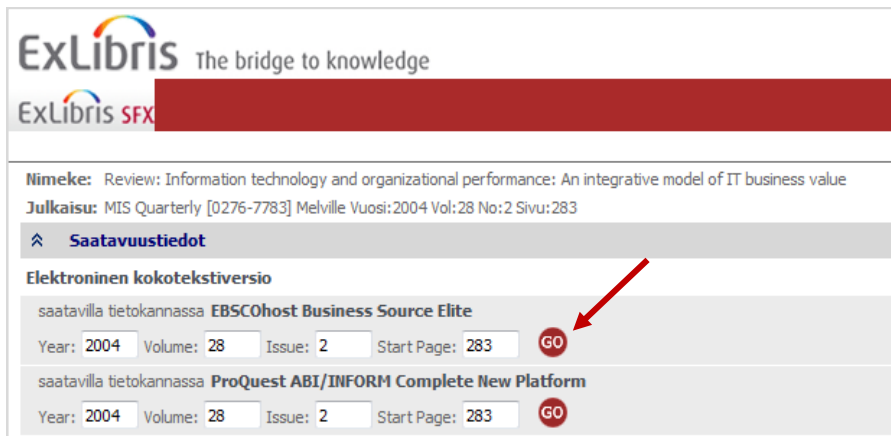 ExLibris The bridge to knowledge
ExLibris SFX
Nimeke: Review: Information technology and organizational performance: An integrative model of IT business value
Julkaisu: MIS Quarterly [0276-7783] Melville Vuosi:2004 Vol:28 No:2 Sivu:283
Saatavuustiedot
Elektroninen kokotekstiversio
saatavilla tietokannassa EBSCOhost Business Source Elite
Year: 2004 Volume: 28 Issue: 2 Start Page: 283 GO
saatavilla tietokannassa ProQuest ABI/INFORM Complete New Platform
Year: 2004 Volume: 28 Issue: 2 Start Page: 283 GO